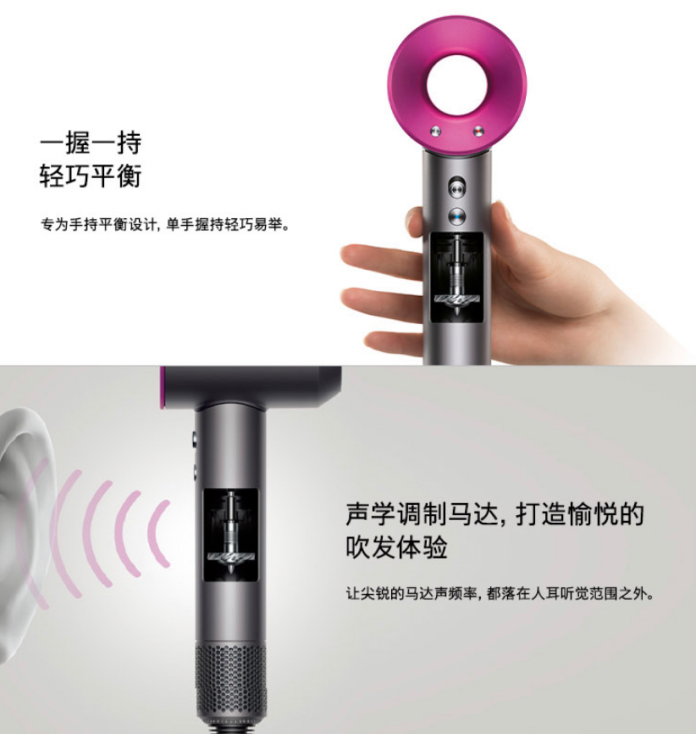 一握一持
轻巧平衡
专为手持平衡设计, 单手握持轻巧易举。
声学调制马达, 打造愉悦的
吹发体验
让尖锐的马达声频率, 都落在人耳听觉范围之外。